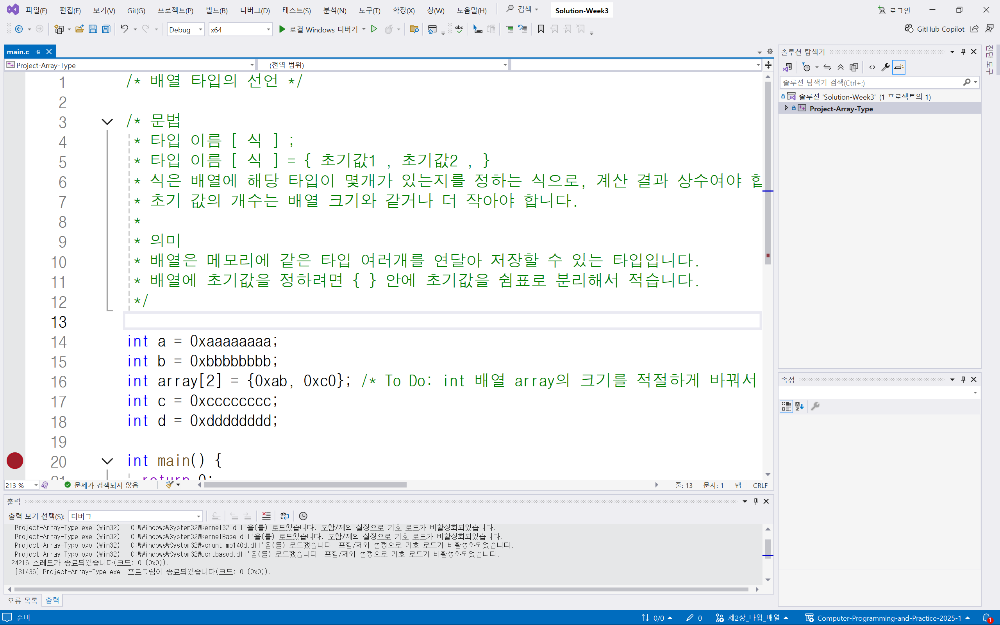 파일(F) 편집(E) 보기(V) Git(G) 프로젝트(P) 빌드(B) 디버그(D) 테스트(S) 분석(N) 도구(T) 확장(X) 창(W) 도움말(H) 검색 Solution-Week3 로그인
Debug x64 로컬 Windows 디버거 GitHub Copilot
main.c
Project-Array-Type (전역 범위)
1 /* 배열 타입의 선언 */
2
3 /* 문법
4 * 타입 이름 [ 식 ] ;
5 * 타입 이름 [ 식 ] = { 초기값1 , 초기값2 , }
6 * 식은 배열에 해당 타입이 몇개가 있는지를 정하는 식으로, 계산 결과 상수여야 합
7 * 초기 값의 개수는 배열 크기와 같거나 더 작아야 합니다.
8 *
9 * 의미
10 * 배열은 메모리에 같은 타입 여러개를 연달아 저장할 수 있는 타입입니다.
11 * 배열에 초기값을 정하려면 { } 안에 초기값을 쉼표로 분리해서 적습니다.
12 */
13
14 int a = 0xaaaaaaaa;
15 int b = 0xbbbbbbbb;
16 int array[2] = {0xab, 0xc0}; /* To Do: int 배열 array의 크기를 적절하게 바꿔서
17 int c = 0xcccccccc;
18 int d = 0xdddddddd;
19
20 int main() {
21 return 0;
213 % 문제가 검색되지 않음 줄: 13 문자: 1 탭 CRLF
출력
출력 보기 선택(S): 디버그
'Project-Array-Type.exe'(Win32): 'C:₩Windows₩System32₩kernel32.dll'을(를) 로드했습니다. 포함/제외 설정으로 기호 로드가 비활성화되었습니다.
'Project-Array-Type.exe'(Win32): 'C:₩Windows₩System32₩KernelBase.dll'을(를) 로드했습니다. 포함/제외 설정으로 기호 로드가 비활성화되었습니다.
'Project-Array-Type.exe'(Win32): 'C:₩Windows₩System32₩vcruntime140d.dll'을(를) 로드했습니다. 포함/제외 설정으로 기호 로드가 비활성화되었습니다.
'Project-Array-Type.exe'(Win32): 'C:₩Windows₩System32₩ucrtbased.dll'을(를) 로드했습니다. 포함/제외 설정으로 기호 로드가 비활성화되었습니다.
24216 스레드가 종료되었습니다(코드: 0 (0x0)).
'[31436] Project-Array-Type.exe' 프로그램이 종료되었습니다(코드: 0 (0x0)).
오류 목록 출력
솔루션 탐색기
솔루션 탐색기 검색(Ctrl+;)
솔루션 'Solution-Week3' (1 프로젝트의 1)
Project-Array-Type
속성
진단 도구
준비 0/0 0 제2장_타입_배열 Computer-Programming-and-Practice-2025-1 1